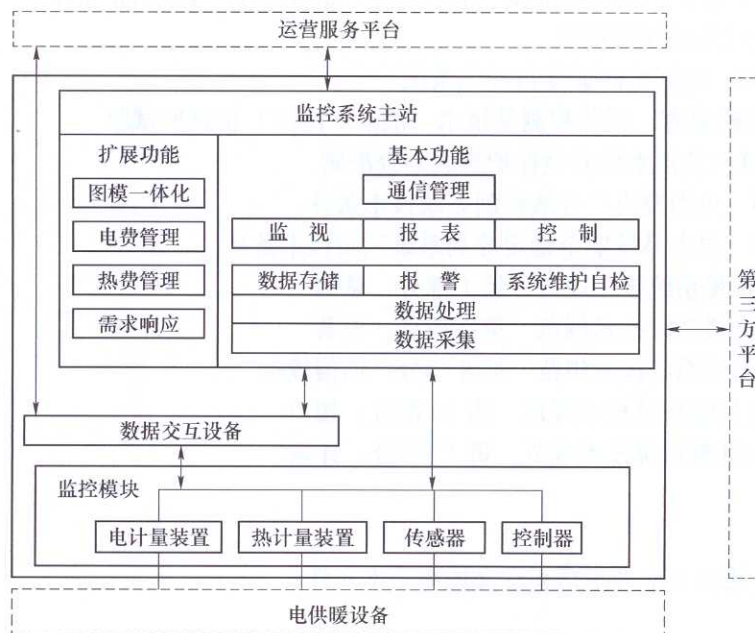 运营服务平台
监控系统主站
扩展功能
图模一体化
电费管理
热费管理
需求响应
基本功能
通信管理
监 视 报 表 控 制
数据存储 报 警 系统维护自检
数据处理
数据采集
第三方平台
数据交互设备
监控模块
电计量装置 热计量装置 传感器 控制器
电供暖设备